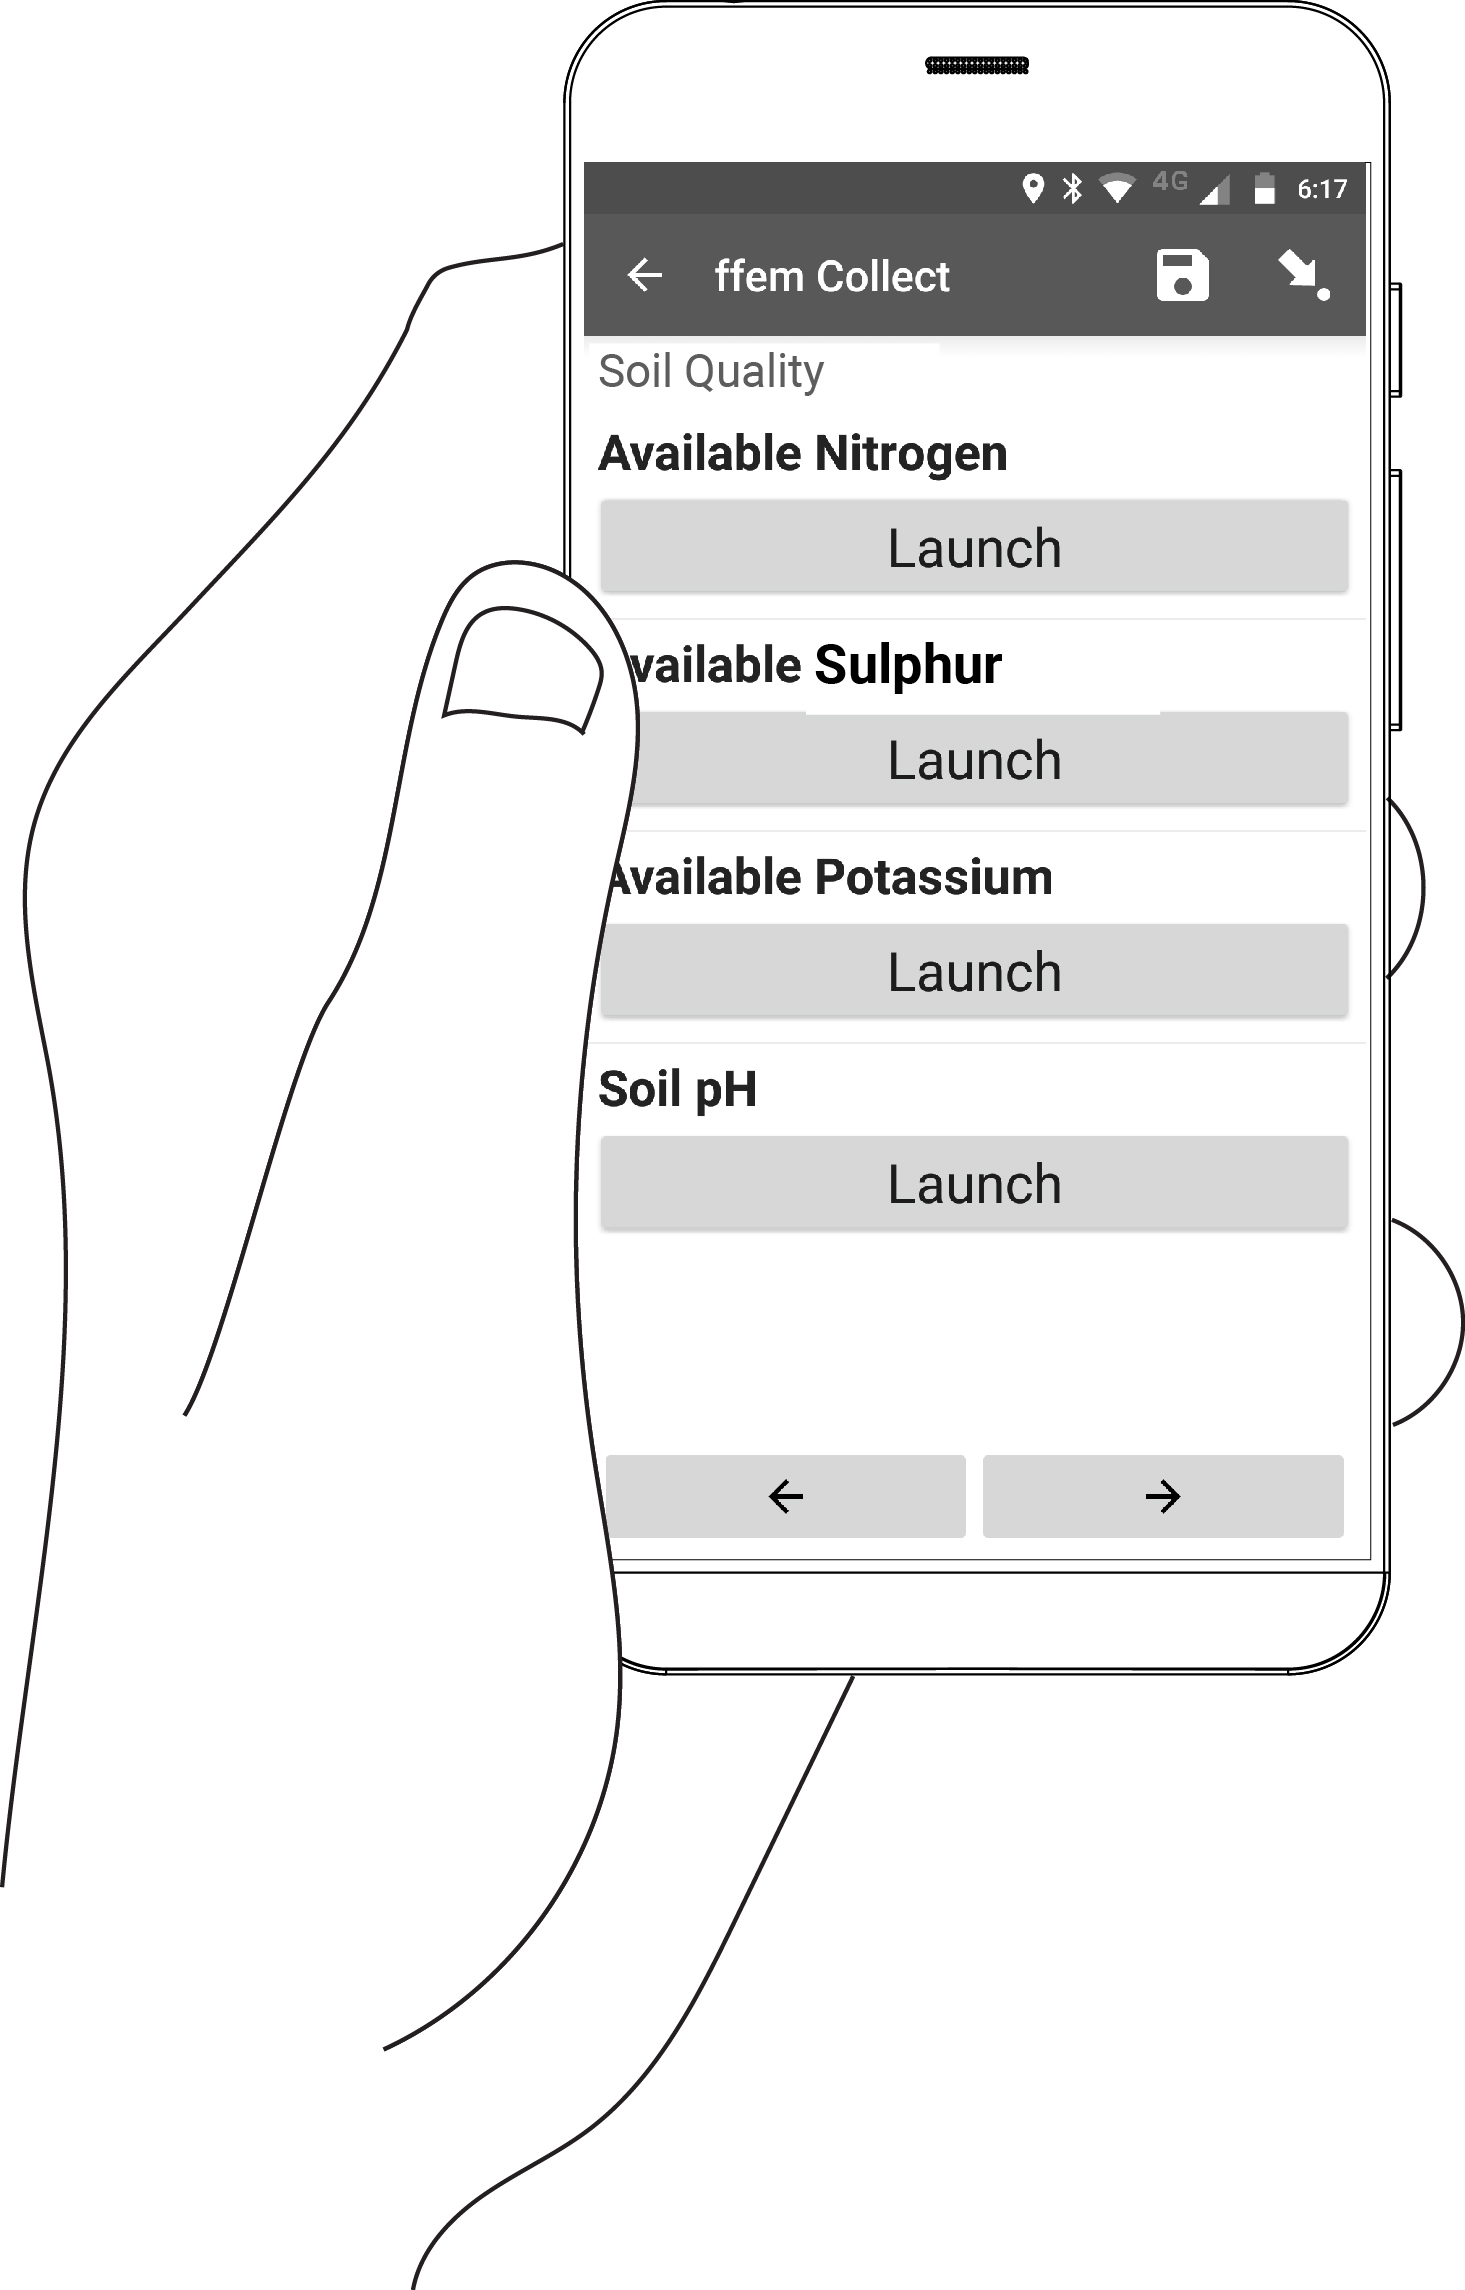 4G 6:17
ffem Collect
Soil Quality
Available Nitrogen
Launch
vailable Sulphur
Launch
Available Potassium
Launch
Soil pH
Launch